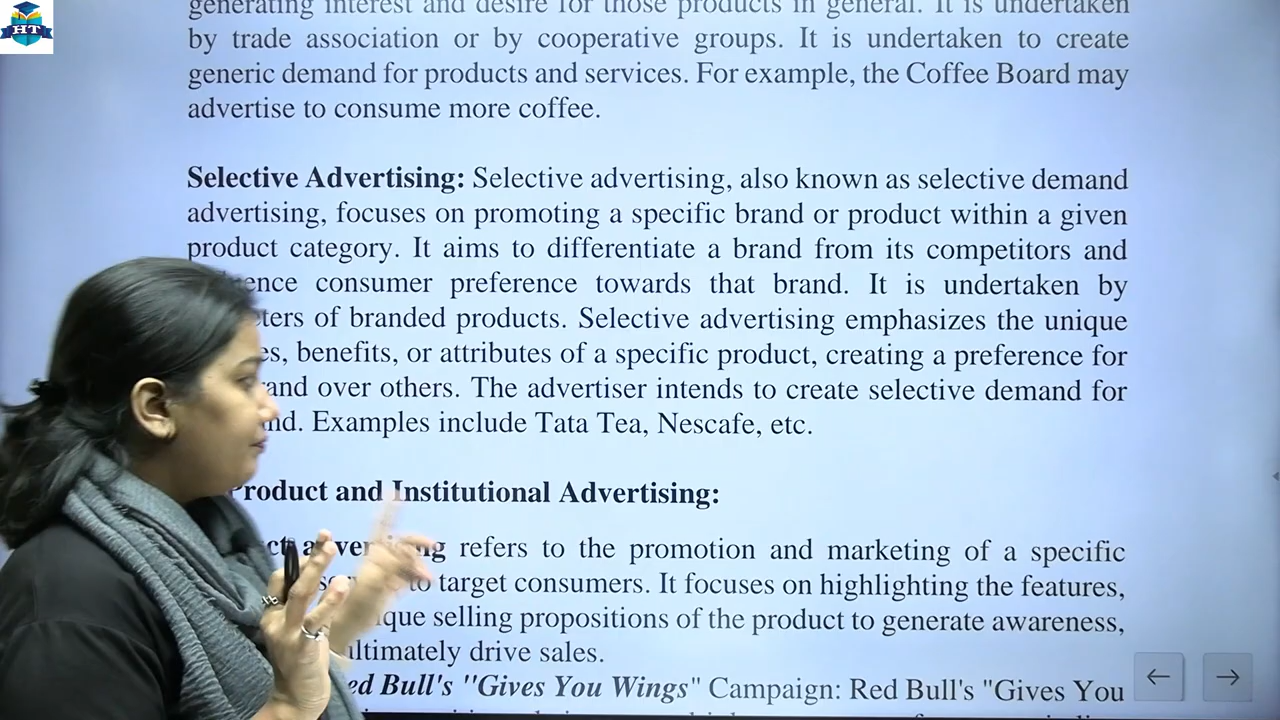 HT
generating interest and desire for those products in general. It is undertaken
by trade association or by cooperative groups. It is undertaken to create
generic demand for products and services. For example, the Coffee Board may
advertise to consume more coffee.
Selective Advertising: Selective advertising, also known as selective demand
advertising, focuses on promoting a specific brand or product within a given
product category. It aims to differentiate a brand from its competitors and
ence consumer preference towards that brand. It is undertaken by
ters of branded products. Selective advertising emphasizes the unique
es, benefits, or attributes of a specific product, creating a preference for
and over others. The advertiser intends to create selective demand for
nd. Examples include Tata Tea, Nescafe, etc.
Product and Institutional Advertising:
ct advertising refers to the promotion and marketing of a specific
to target consumers. It focuses on highlighting the features,
ique selling propositions of the product to generate awareness,
ultimately drive sales.
ed Bull's "Gives You Wings" Campaign: Red Bull's "Gives You